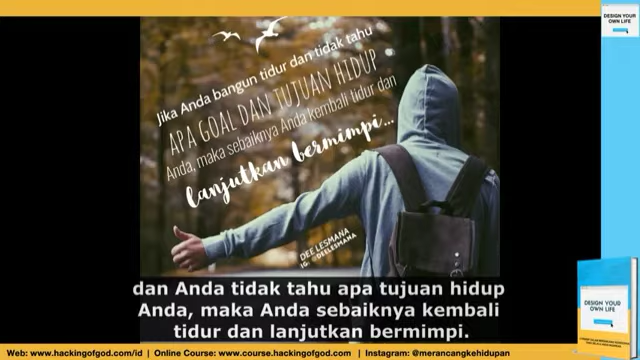 DESIGN YOUR
OWN LIFE
Jika Anda bangun tidur dan tidak tahu
APA GOAL DAN TUJUAN HIDUP
Anda, maka sebaiknya Anda kembali tidur dan
lanjutkan bermimpi...
DEE LESMANA
IG: @DEELESMANA
dan Anda tidak tahu apa tujuan hidup
Anda, maka Anda sebaiknya kembali
tidur dan lanjutkan bermimpi.
DESIGN YOUR
OWN LIFE
Web: www.hackingofgod.com/id | Online Course: www.course.hackingofgod.com | Instagram: @merancangkehidupan